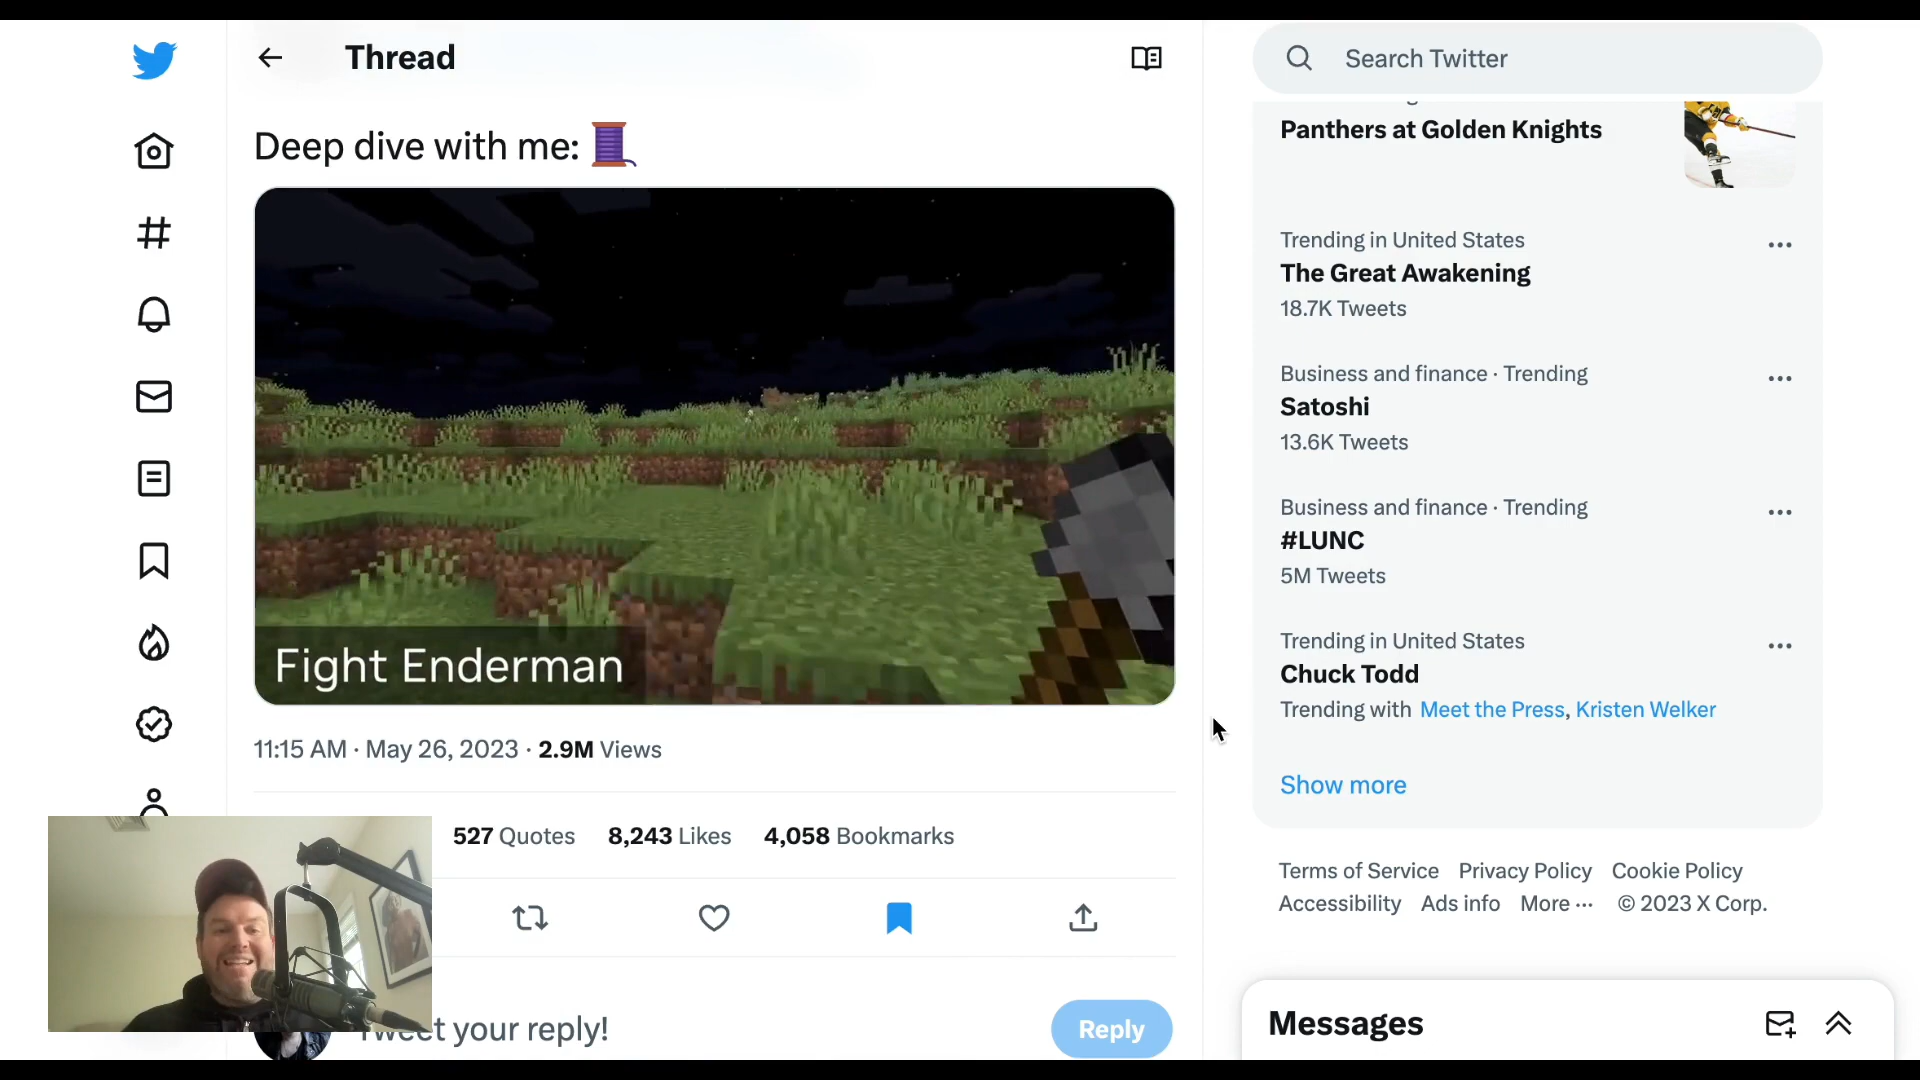 Thread
Search Twitter
Deep dive with me:
Fight Enderman
11:15 AM · May 26, 2023 · 2.9M Views
527 Quotes 8,243 Likes 4,058 Bookmarks
Tweet your reply!
Reply
Panthers at Golden Knights
Trending in United States
The Great Awakening
18.7K Tweets
Business and finance · Trending
Satoshi
13.6K Tweets
Business and finance · Trending
#LUNC
5M Tweets
Trending in United States
Chuck Todd
Trending with Meet the Press, Kristen Welker
Show more
Terms of Service Privacy Policy Cookie Policy
Accessibility Ads info More ··· © 2023 X Corp.
Messages